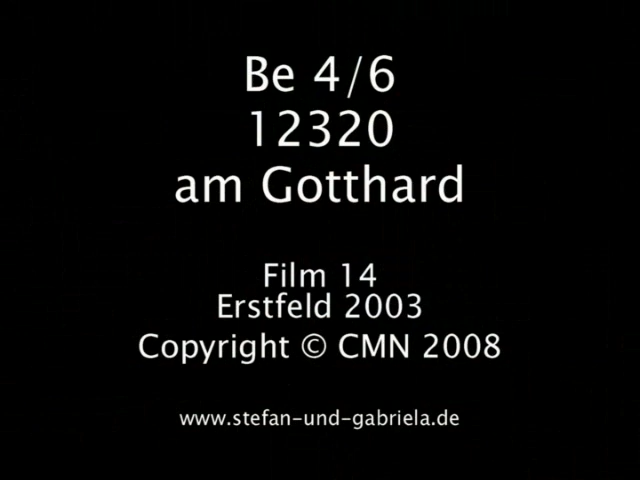 Be 4/6
12320
am Gotthard
Film 14
Erstfeld 2003
Copyright © CMN 2008
www.stefan-und-gabriela.de